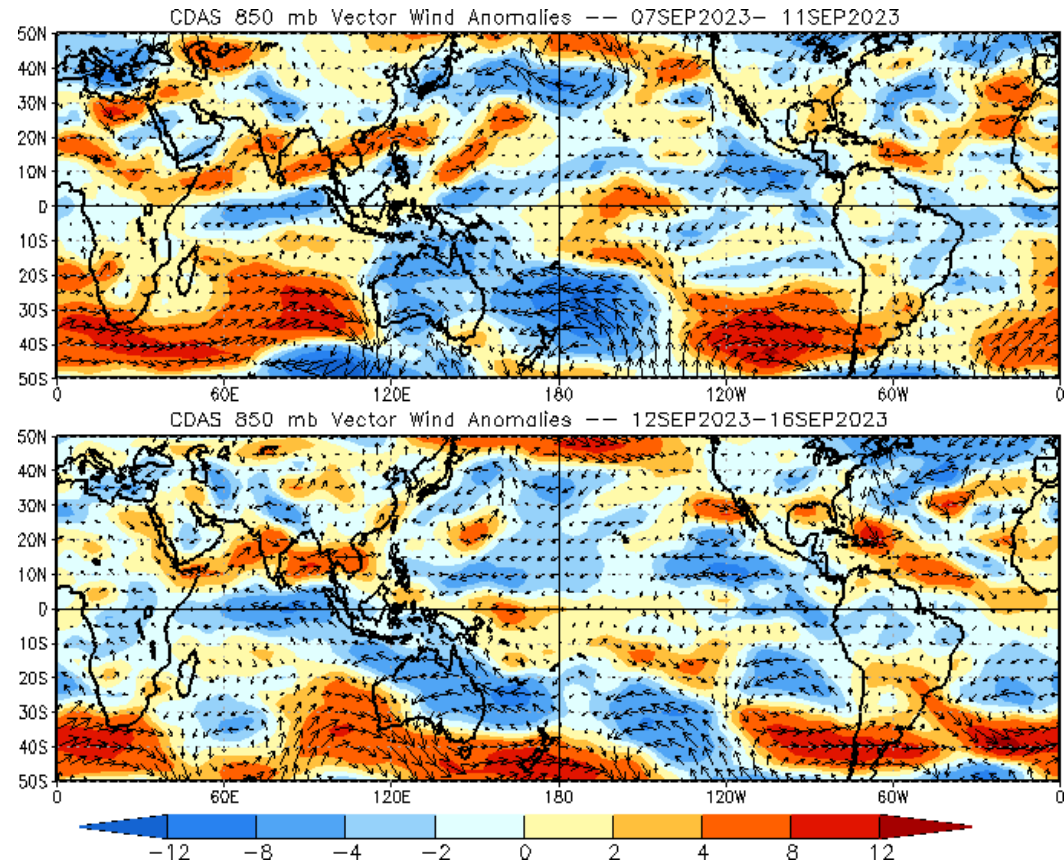 CDAS 850 mb Vector Wind Anomalies -- 07SEP2023- 11SEP2023
50N
40N
30N
20N
10N
0
10S
20S
30S
40S
50S
0 60E 120E 180 120W 60W 0
CDAS 850 mb Vector Wind Anomalies -- 12SEP2023-16SEP2023
50N
40N
30N
20N
10N
0
10S
20S
30S
40S
50S
0 60E 120E 180 120W 60W 0
-12 -8 -4 -2 0 2 4 8 12